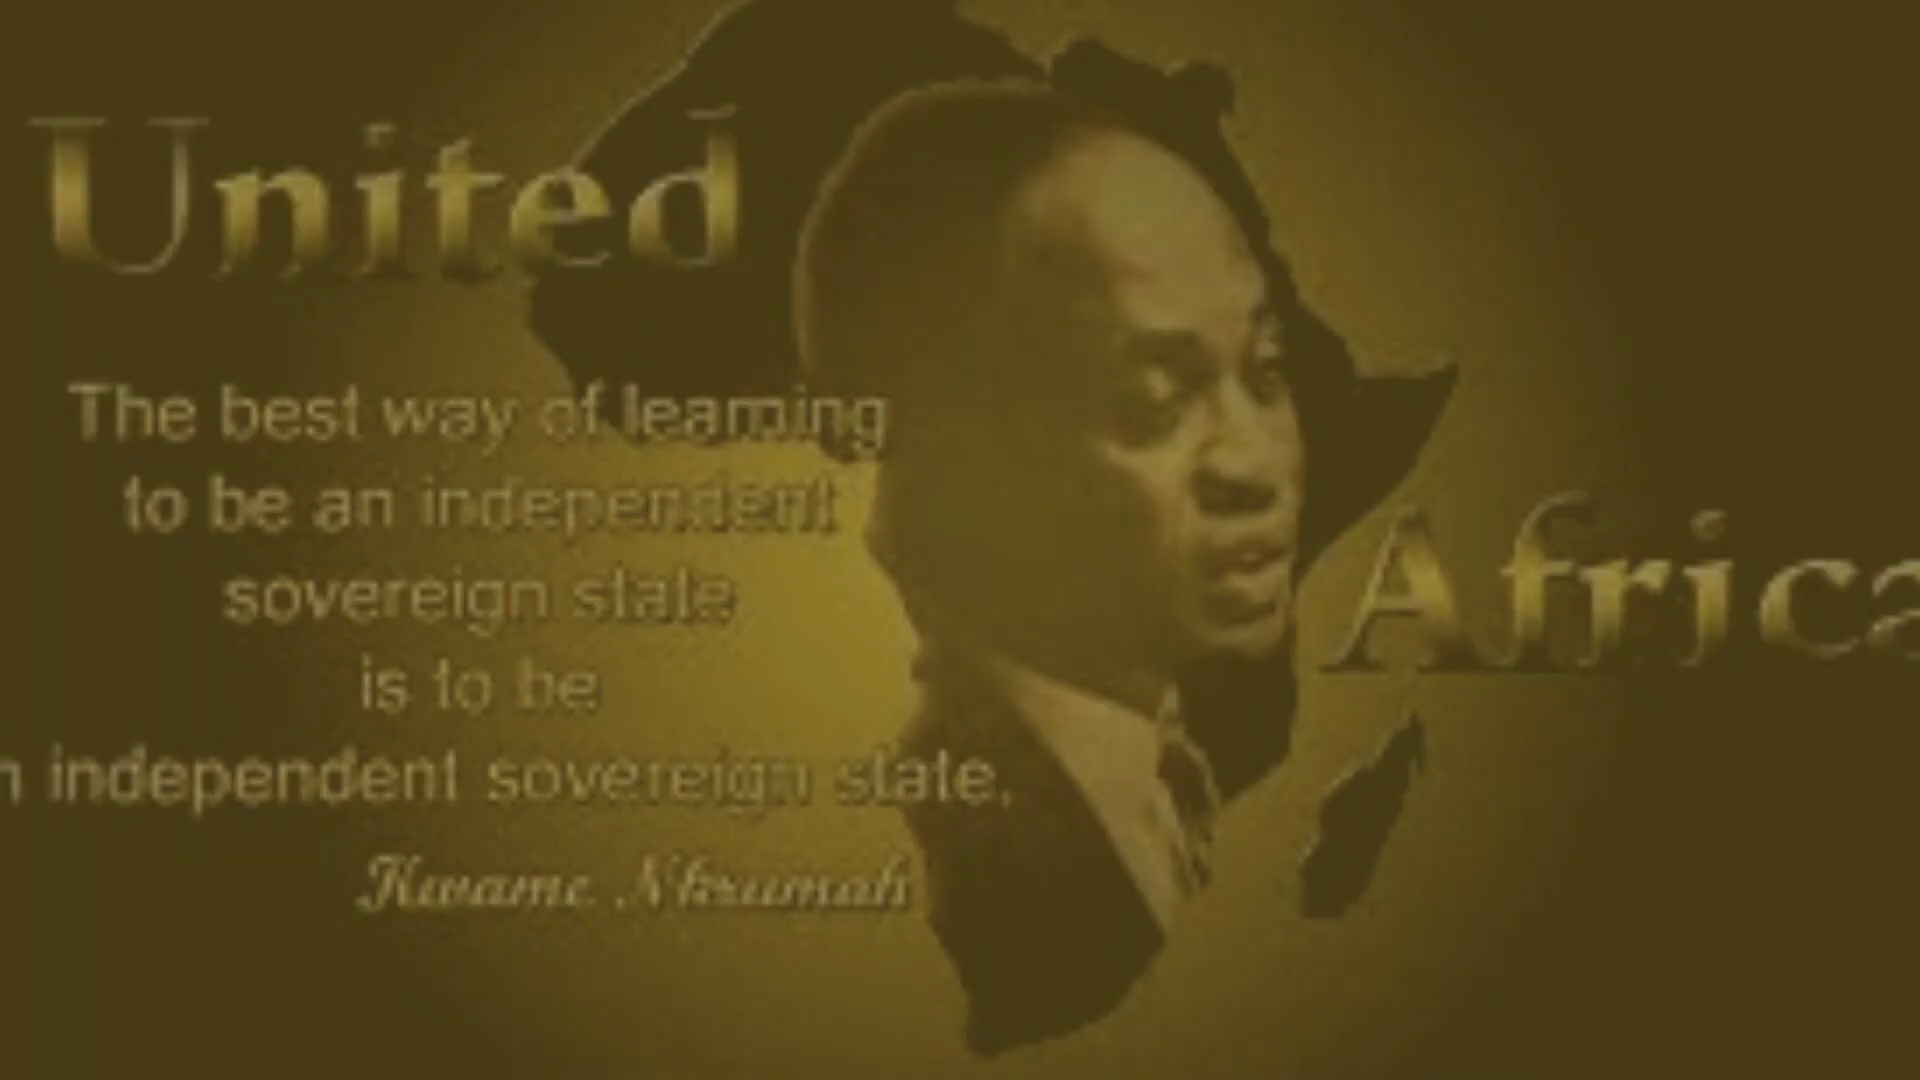 United
The best way of learning
to be an independent
sovereign state
is to be
n independent sovereign state.
Kwame Nkrumah
Africa